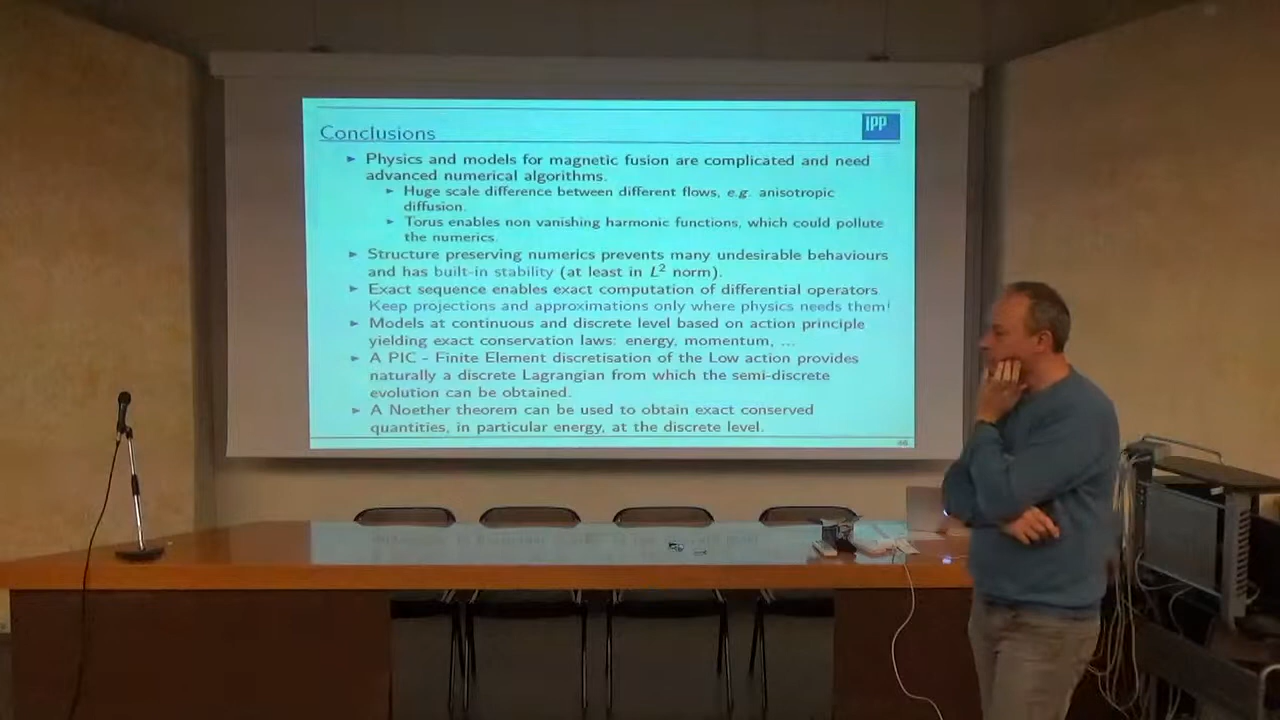 Conclusions
IPP
► Physics and models for magnetic fusion are complicated and need
advanced numerical algorithms.
► Huge scale difference between different flows, e.g. anisotropic
diffusion.
► Torus enables non vanishing harmonic functions, which could pollute
the numerics.
► Structure preserving numerics prevents many undesirable behaviours
and has built-in stability (at least in L² norm).
► Exact sequence enables exact computation of differential operators
Keep projections and approximations only where physics needs them!
► Models at continuous and discrete level based on action principle
yielding exact conservation laws: energy, momentum, ...
► A PIC - Finite Element discretisation of the Low action provides
naturally a discrete Lagrangian from which the semi-discrete
evolution can be obtained.
► A Noether theorem can be used to obtain exact conserved
quantities, in particular energy, at the discrete level.